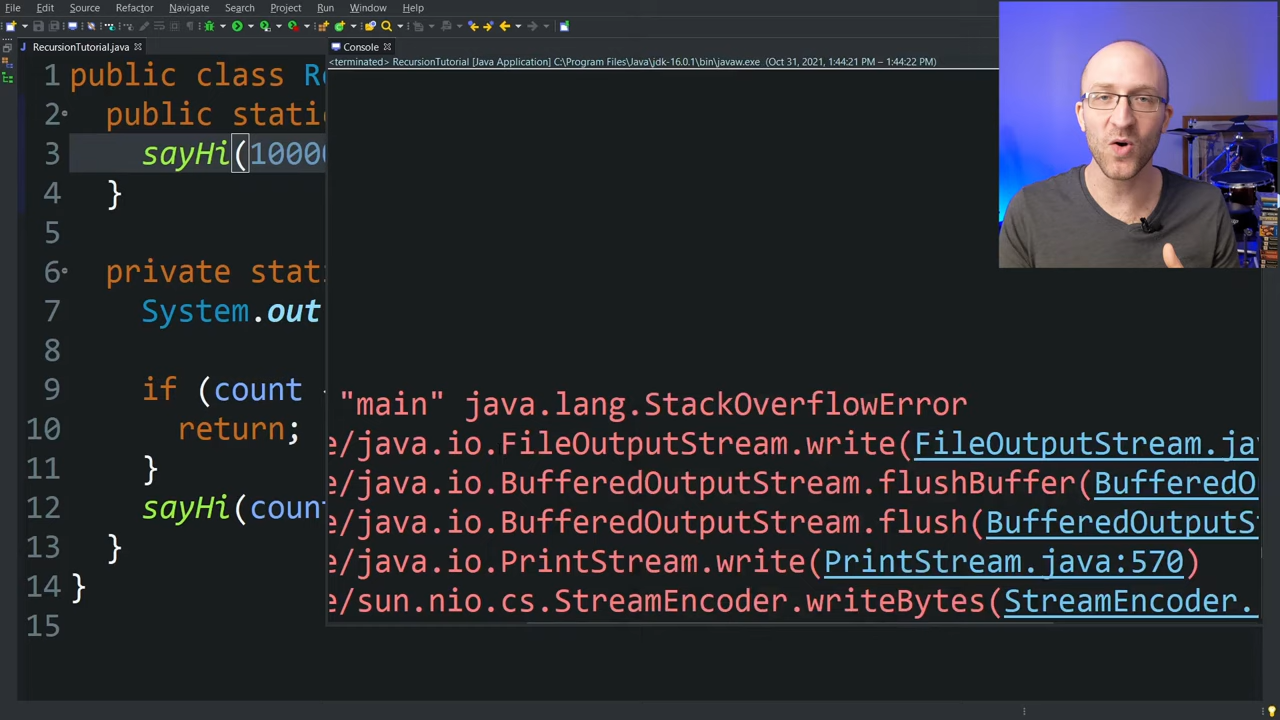 File Edit Source Refactor Navigate Search Project Run Window Help
RecursionTutorial.java
Console
<terminated> RecursionTutorial [Java Application] C:\Program Files\Java\jdk-16.0.1\bin\javaw.exe (Oct 31, 2021, 1:44:21 PM – 1:44:22 PM)
1 public class Re
2 public stati
3 sayHi(10000
4 }
5
6 private stati
7 System.out
8
9 if (count
10 return;
11 }
12 sayHi(coun
13 }
14 }
15
"main" java.lang.StackOverflowError
e/java.io.FileOutputStream.write(FileOutputStream.jav
e/java.io.BufferedOutputStream.flushBuffer(BufferedO
e/java.io.BufferedOutputStream.flush(BufferedOutputS
e/java.io.PrintStream.write(PrintStream.java:570)
e/sun.nio.cs.StreamEncoder.writeBytes(StreamEncoder.